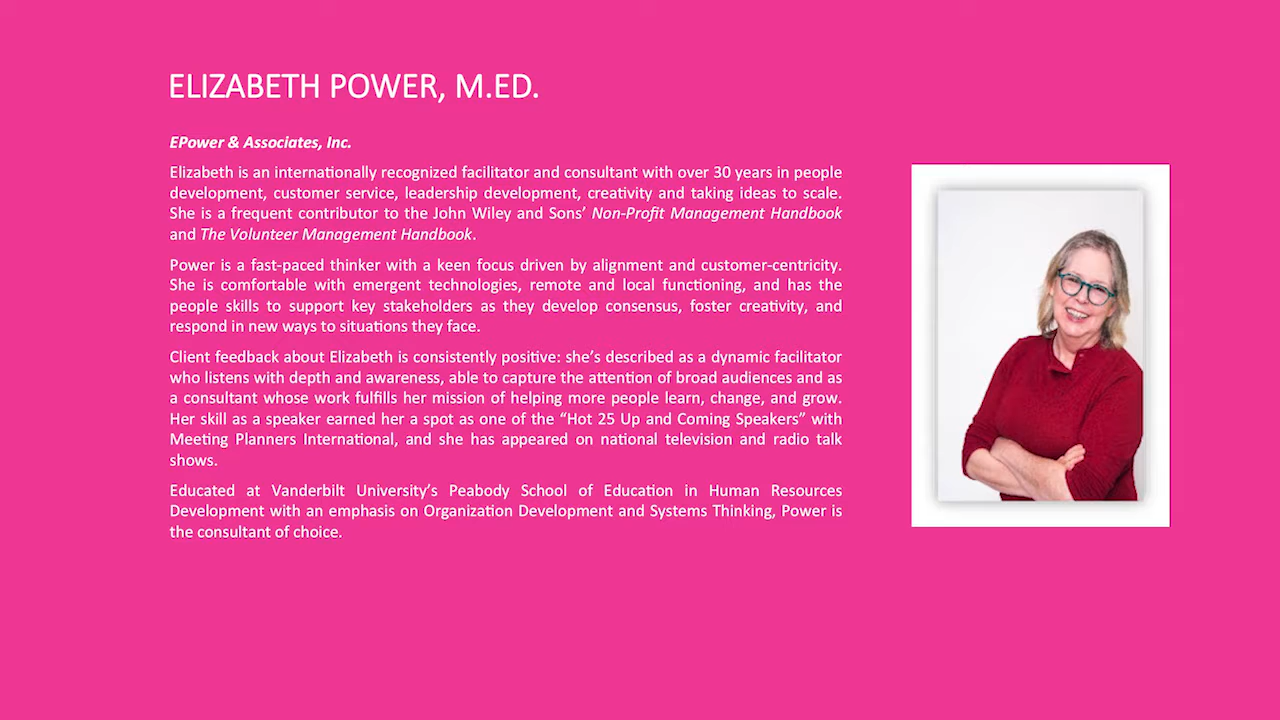 ELIZABETH POWER, M.ED.
EPower & Associates, Inc.
Elizabeth is an internationally recognized facilitator and consultant with over 30 years in people
development, customer service, leadership development, creativity and taking ideas to scale.
She is a frequent contributor to the John Wiley and Sons’ Non-Profit Management Handbook
and The Volunteer Management Handbook.
Power is a fast-paced thinker with a keen focus driven by alignment and customer-centricity.
She is comfortable with emergent technologies, remote and local functioning, and has the
people skills to support key stakeholders as they develop consensus, foster creativity, and
respond in new ways to situations they face.
Client feedback about Elizabeth is consistently positive: she’s described as a dynamic facilitator
who listens with depth and awareness, able to capture the attention of broad audiences and as
a consultant whose work fulfills her mission of helping more people learn, change, and grow.
Her skill as a speaker earned her a spot as one of the “Hot 25 Up and Coming Speakers” with
Meeting Planners International, and she has appeared on national television and radio talk
shows.
Educated at Vanderbilt University’s Peabody School of Education in Human Resources
Development with an emphasis on Organization Development and Systems Thinking, Power is
the consultant of choice.